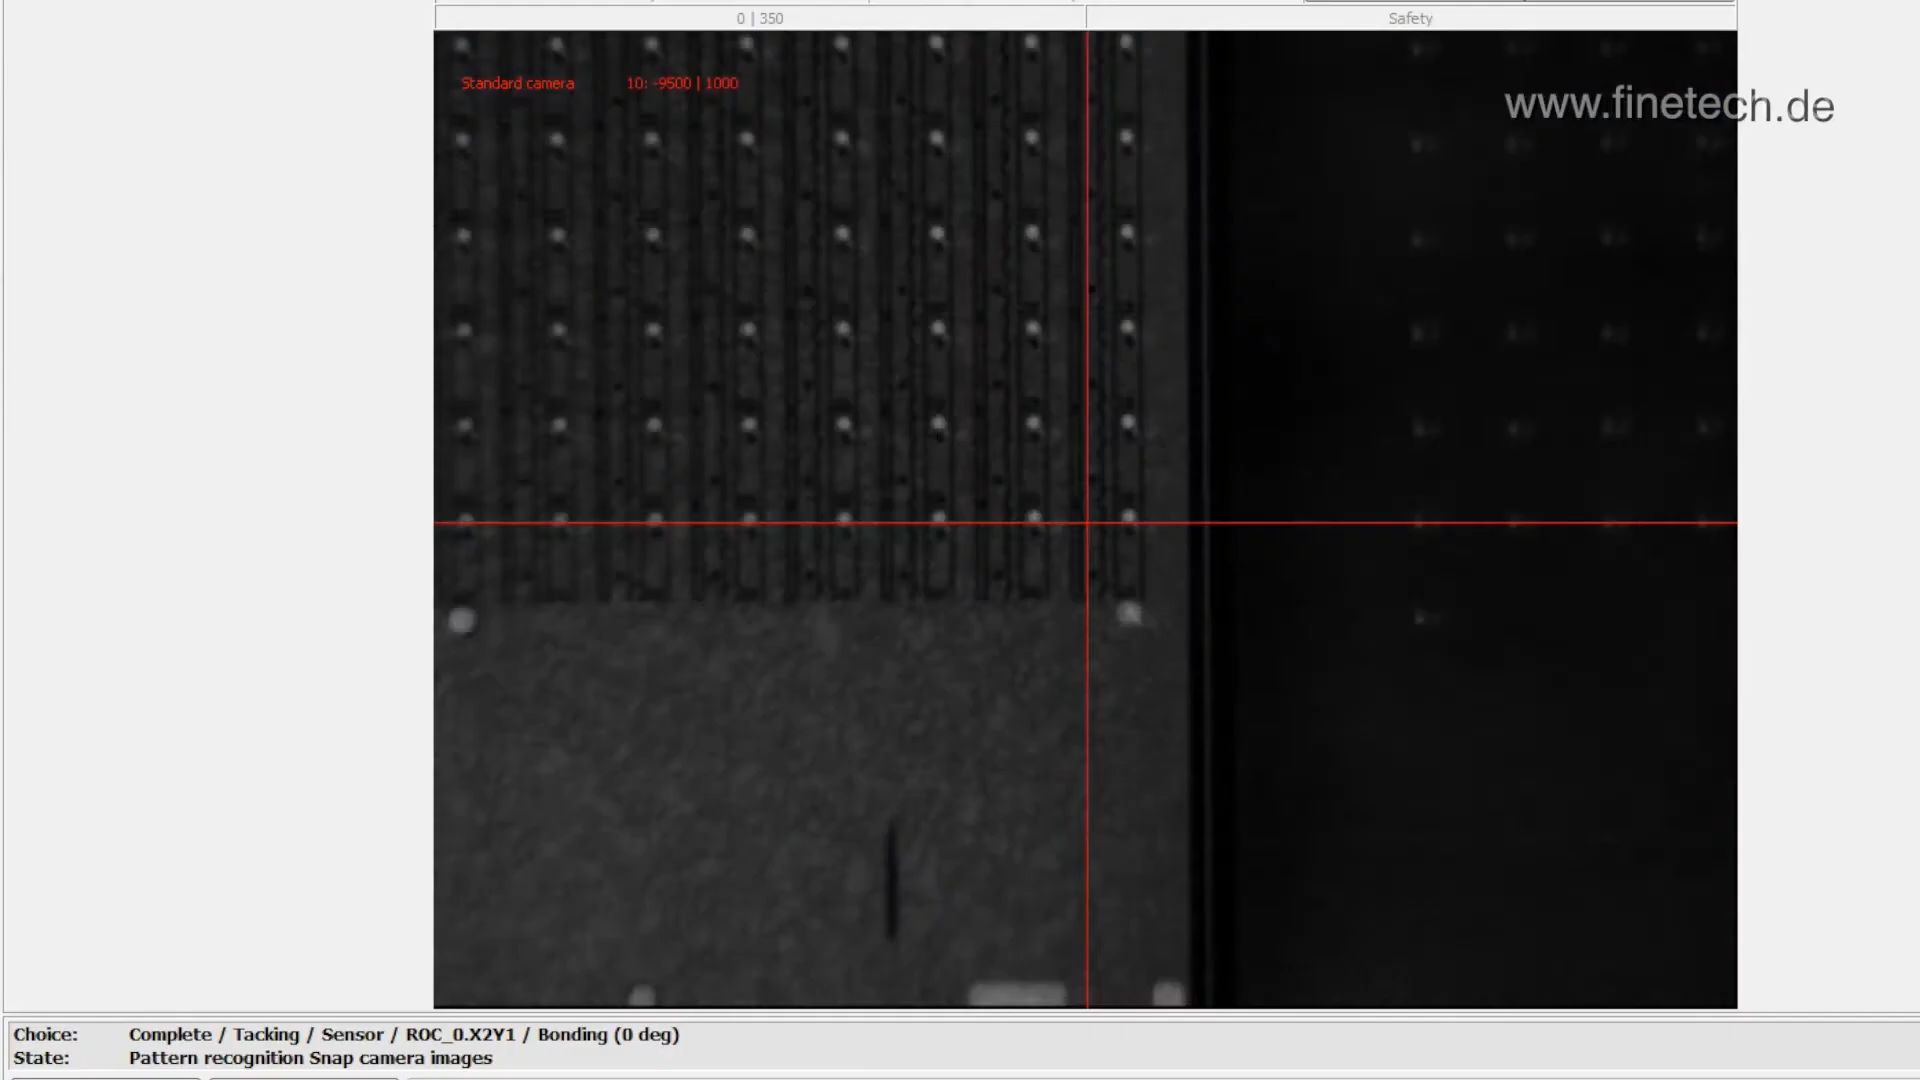 0 | 350
Safety
Standard camera 10: -9500 | 1000
www.finetech.de
Choice: Complete / Tacking / Sensor / ROC_0.X2Y1 / Bonding (0 deg)
State: Pattern recognition Snap camera images